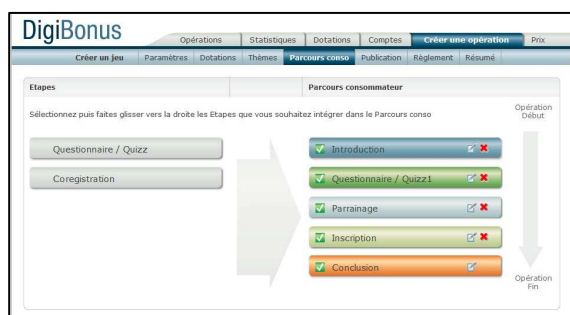 DigiBonus
Opérations Statistiques Dotations Comptes Créer une opération Prix
Créer un jeu Paramètres Dotations Thèmes Parcours conso Publication Règlement Résumé
Etapes Parcours consommateur
Sélectionnez puis faites glisser vers la droite les Etapes que vous souhaitez intégrer dans le Parcours conso
Opération
Début
Questionnaire / Quizz Introduction
Coregistration Questionnaire / Quizz1
Parrainage
Inscription
Conclusion
Opération
Fin